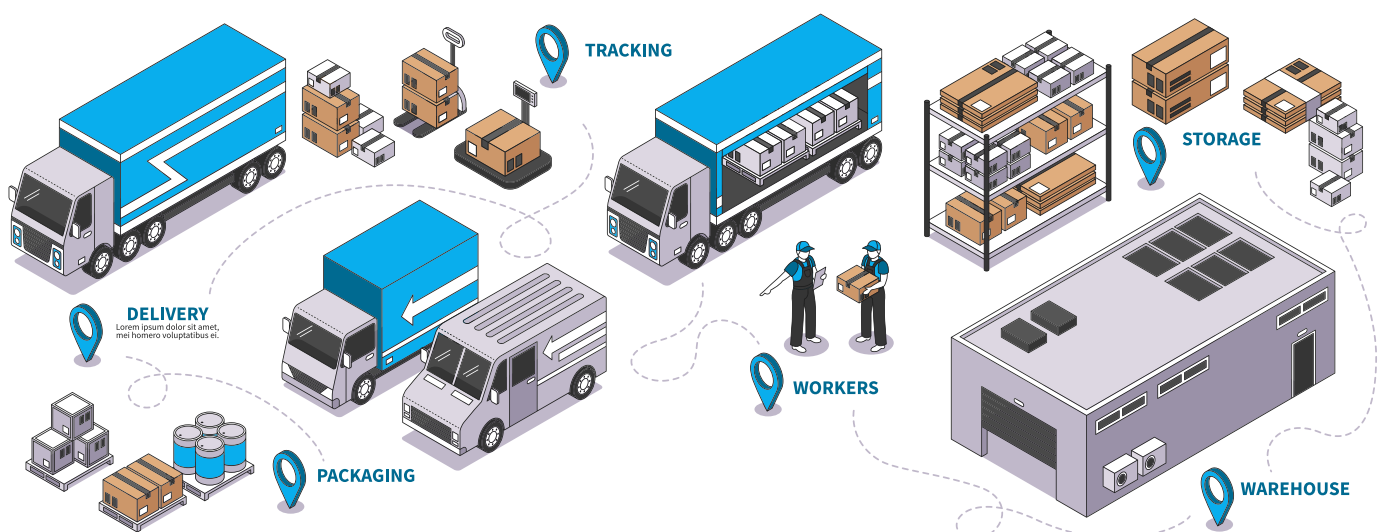 TRACKING
STORAGE
DELIVERY
Lorem ipsum dolor sit amet,
mei homero voluptatibus ei.
WORKERS
PACKAGING
WAREHOUSE